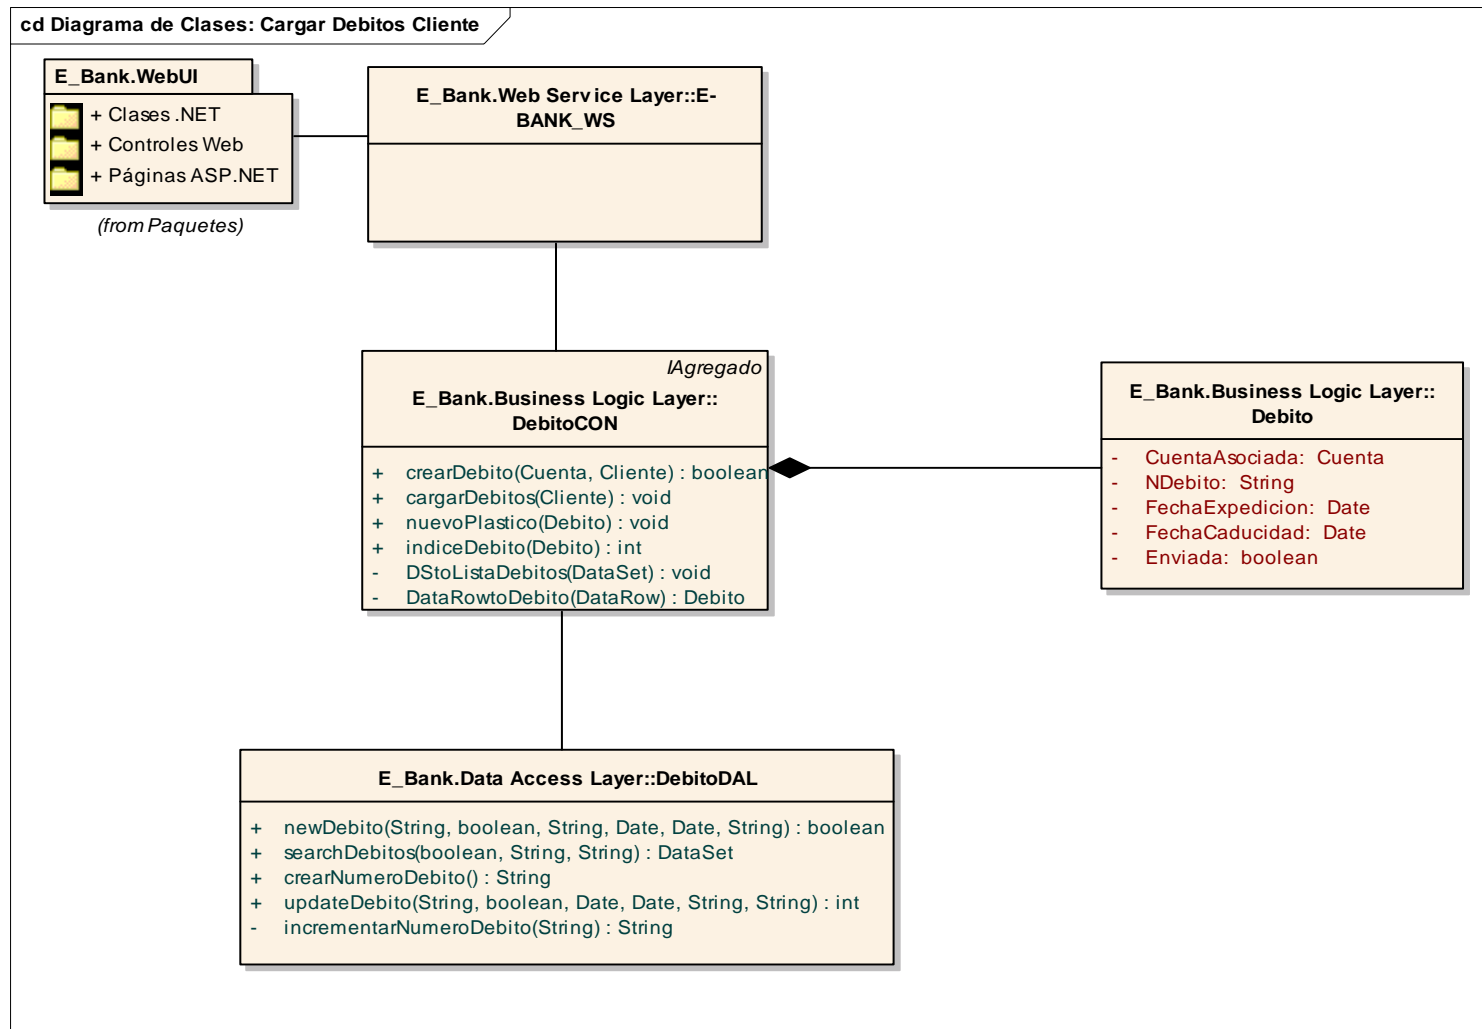 cd Diagrama de Clases: Cargar Debitos Cliente
E_Bank.WebUI
+ Clases .NET
+ Controles Web
+ Páginas ASP.NET
(from Paquetes)
E_Bank.Web Service Layer::E-
BANK_WS
IAgregado
E_Bank.Business Logic Layer::
DebitoCON
+ crearDebito(Cuenta, Cliente) : boolean
+ cargarDebitos(Cliente) : void
+ nuevoPlastico(Debito) : void
+ indiceDebito(Debito) : int
- DStoListaDebitos(DataSet) : void
- DataRowtoDebito(DataRow) : Debito
E_Bank.Business Logic Layer::
Debito
- CuentaAsociada: Cuenta
- NDebito: String
- FechaExpedicion: Date
- FechaCaducidad: Date
- Enviada: boolean
E_Bank.Data Access Layer::DebitoDAL
+ newDebito(String, boolean, String, Date, Date, String) : boolean
+ searchDebitos(boolean, String, String) : DataSet
+ crearNumeroDebito() : String
+ updateDebito(String, boolean, Date, Date, String, String) : int
- incrementarNumeroDebito(String) : String